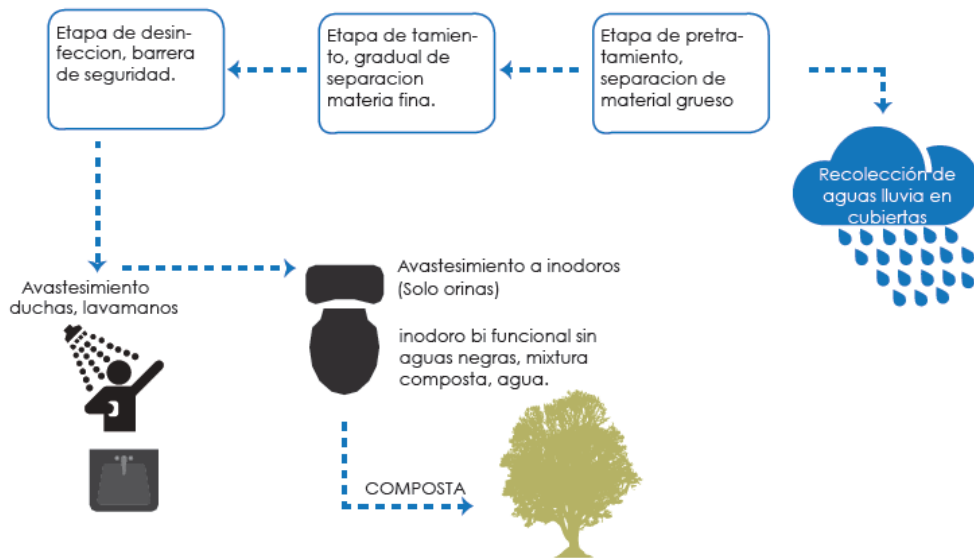 Etapa de desin-
feccion, barrera
de seguridad.
Etapa de tamien-
to, gradual de
separacion
materia fina.
Etapa de pretra-
tamiento,
separacion de
material grueso
Recolección de
aguas lluvia en
cubiertas
Avastesimiento
duchas, lavamanos
Avastesimiento a inodoros
(Solo orinas)
inodoro bi funcional sin
aguas negras, mixtura
composta, agua.
COMPOSTA